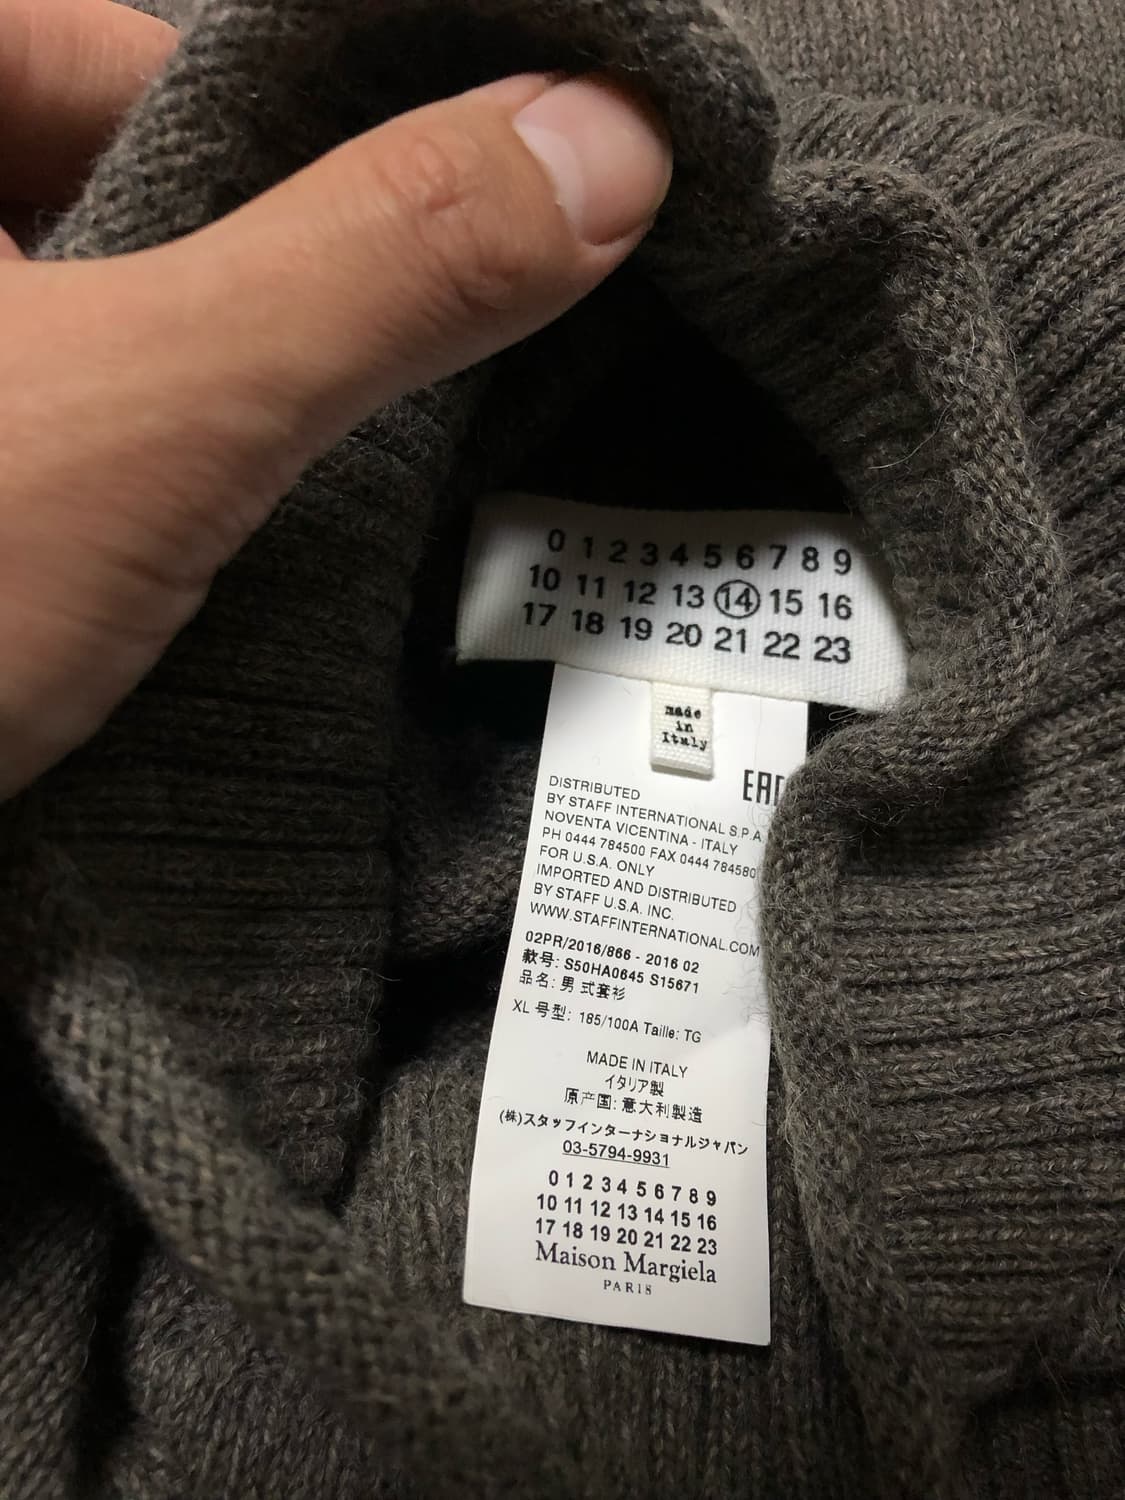 0 1 2 3 4 5 6 7 8 9
10 11 12 13 14 15 16
17 18 19 20 21 22 23
made
in
Italy
EAC
DISTRIBUTED
BY STAFF INTERNATIONAL S.P.A.
NOVENTA VICENTINA - ITALY
PH 0444 784500 FAX 0444 784580
FOR U.S.A. ONLY
IMPORTED AND DISTRIBUTED
BY STAFF U.S.A. INC.
WWW.STAFFINTERNATIONAL.COM
02PR/2016/866 - 2016 02
款号: S50HA0645 S15671
品名: 男式套衫
XL 号型: 185/100A Taille: TG
MADE IN ITALY
イタリア製
原产国: 意大利製造
(株)スタッフインターナショナルジャパン
03-5794-9931
0 1 2 3 4 5 6 7 8 9
10 11 12 13 14 15 16
17 18 19 20 21 22 23
Maison Margiela
PARIS